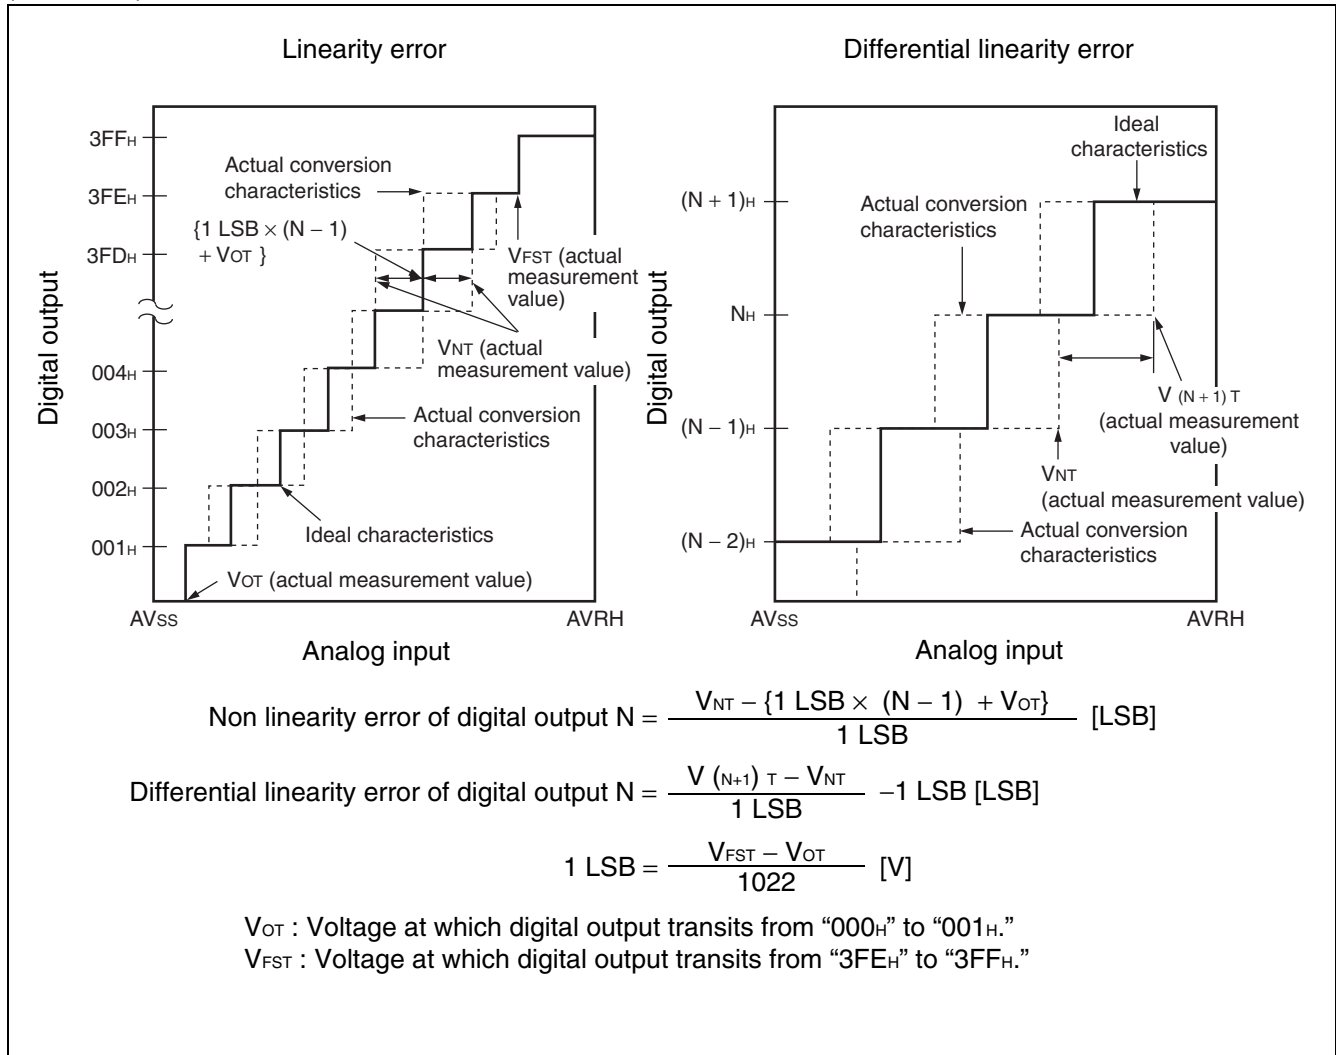 Linearity error
3FFH
3FEH
3FDH
004H
003H
002H
001H
Digital output
Actual conversion
characteristics
{1 LSB × (N − 1)
+ VOT }
VFST (actual
measurement
value)
VNT (actual
measurement value)
Actual conversion
characteristics
Ideal characteristics
VOT (actual measurement value)
AVSS
AVRH
Analog input
Differential linearity error
(N + 1)H
NH
(N − 1)H
(N − 2)H
Digital output
Ideal
characteristics
Actual conversion
characteristics
V (N + 1) T
(actual measurement
value)
VNT
(actual measurement value)
Actual conversion
characteristics
AVSS
AVRH
Analog input
Non linearity error of digital output N = VNT − {1 LSB × (N − 1) + VOT} / 1 LSB [LSB]
Differential linearity error of digital output N = V (N+1) T − VNT / 1 LSB −1 LSB [LSB]
1 LSB = VFST − VOT / 1022 [V]
VOT : Voltage at which digital output transits from “000H” to “001H.”
VFST : Voltage at which digital output transits from “3FEH” to “3FFH.”